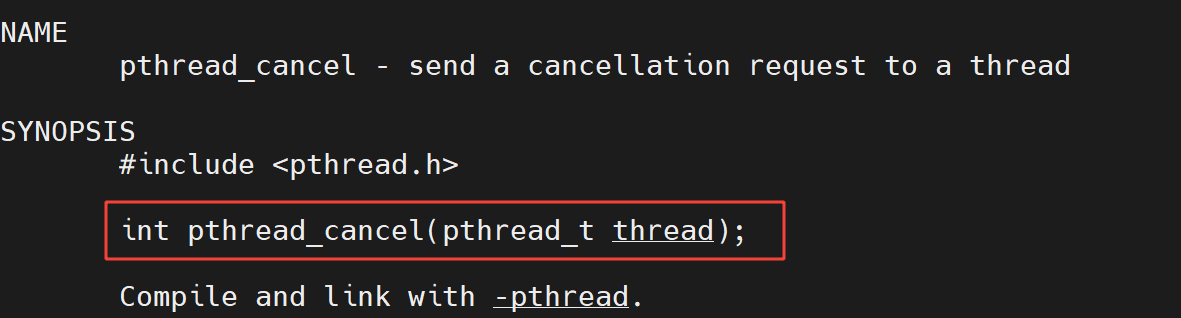 NAME
pthread_cancel - send a cancellation request to a thread
SYNOPSIS
#include <pthread.h>
int pthread_cancel(pthread_t thread);
Compile and link with -pthread.